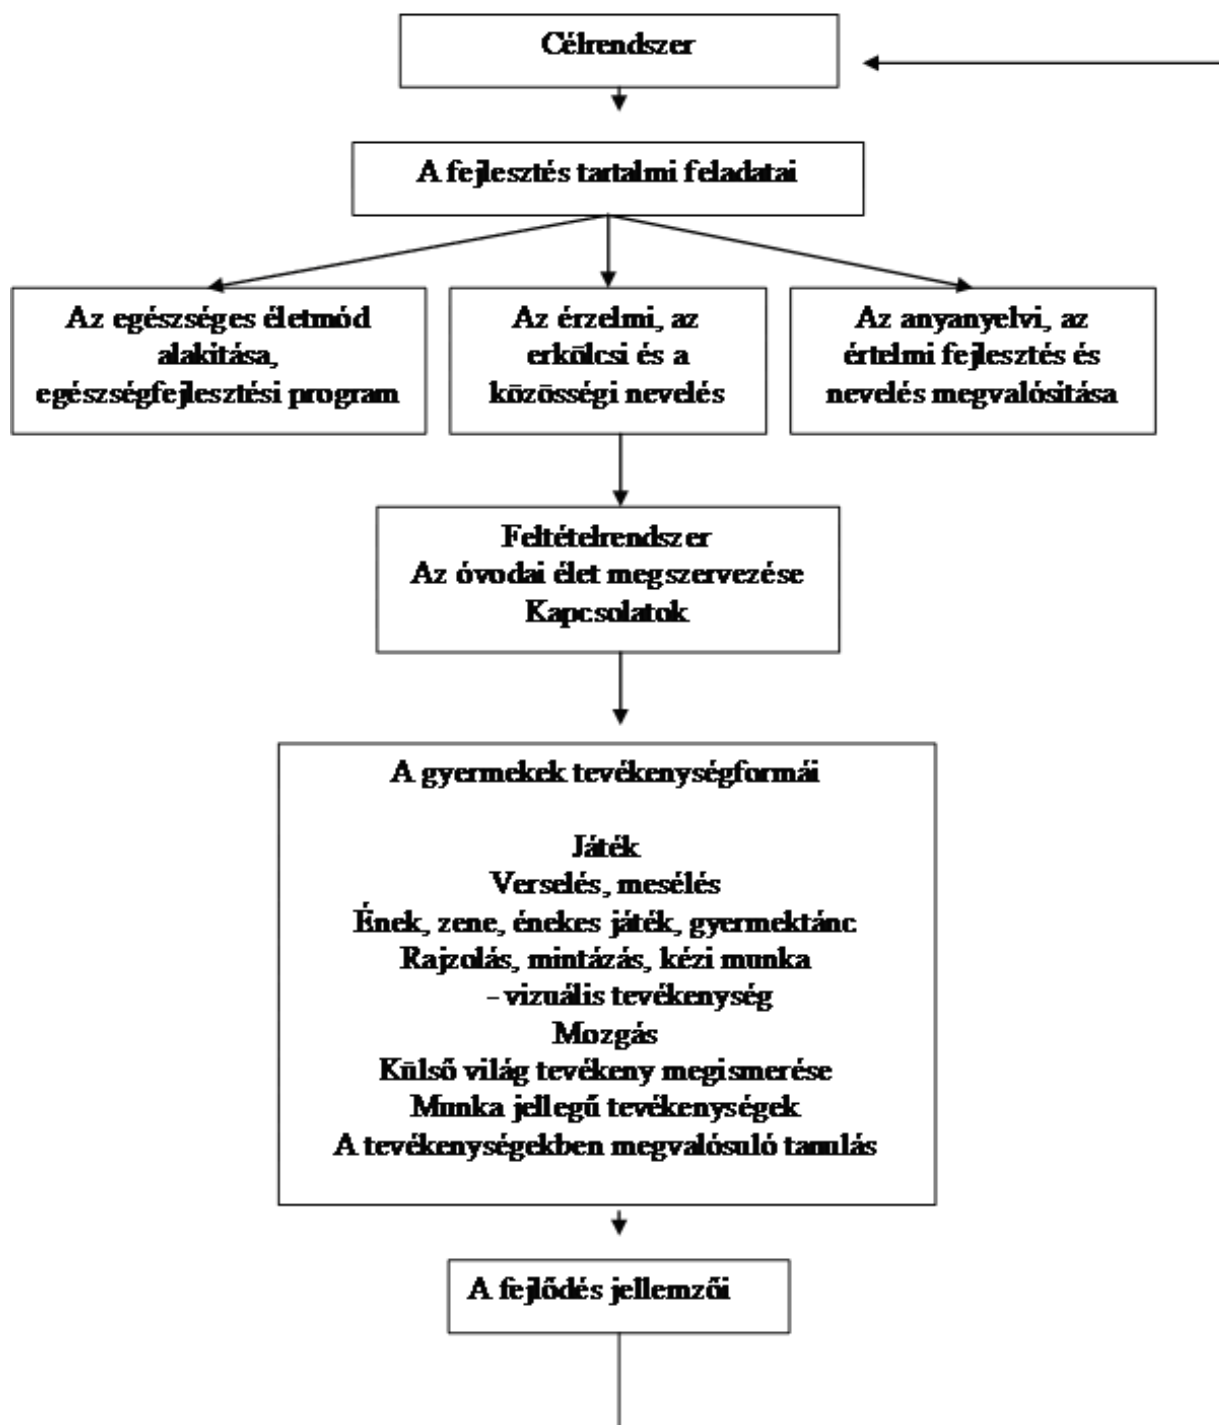 Célrendszer
A fejlesztés tartalmi feladatai
Az egészséges életmód
alakítása,
egészségfejlesztési program
Az érzelmi, az
erkölcsi és a
közösségi nevelés
Az anyanyelvi, az
értelmi fejlesztés és
nevelés megvalósítása
Feltételrendszer
Az óvodai élet megszervezése
Kapcsolatok
A gyermekek tevékenységformái
Játék
Verselés, mesélés
Ének, zene, énekes játék, gyermektánc
Rajzolás, mintázás, kézi munka
- vizuális tevékenység
Mozgás
Külső világ tevékeny megismerése
Munka jellegű tevékenységek
A tevékenységekben megvalósuló tanulás
A fejlődés jellemzői